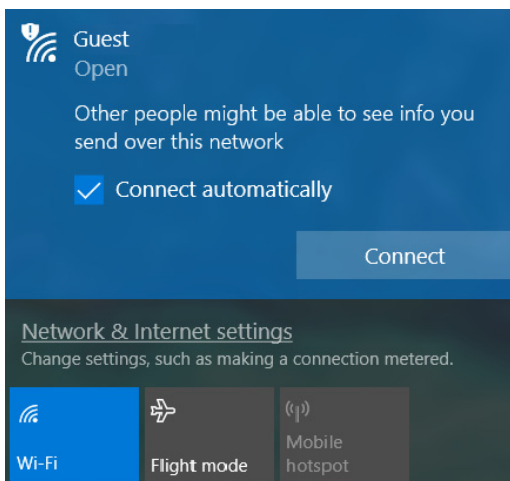 Guest
Open
Other people might be able to see info you
send over this network
Connect automatically
Connect
Network & Internet settings
Change settings, such as making a connection metered.
Wi-Fi
Flight mode
Mobile
hotspot